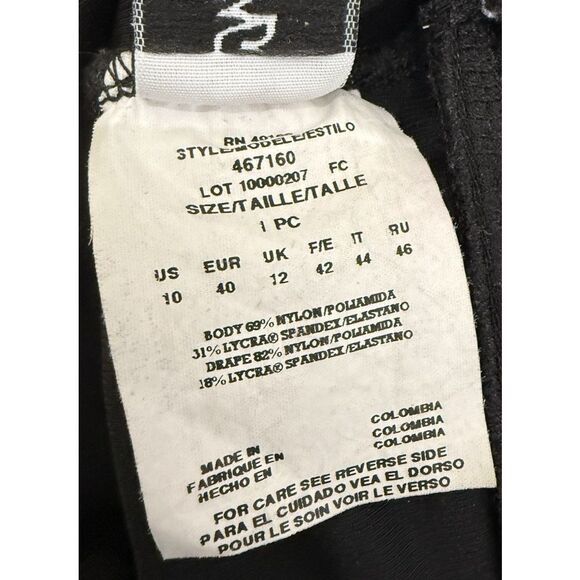 RN
STYLE/MODELE/ESTILO
467160
LOT 10000207 FC
SIZE/TAILLE/TALLE
1 PC
US EUR UK F/E IT RU
10 40 12 42 44 46
BODY 69% NYLON/POLIAMIDA
31% LYCRA® SPANDEX/ELASTANO
DRAPE 82% NYLON/POLIAMIDA
18% LYCRA® SPANDEX/ELASTANO
MADE IN COLOMBIA
FABRIQUE EN COLOMBIA
HECHO EN COLOMBIA
FOR CARE SEE REVERSE SIDE
PARA EL CUIDADO VEA EL DORSO
POUR LE SOIN VOIR LE VERSO